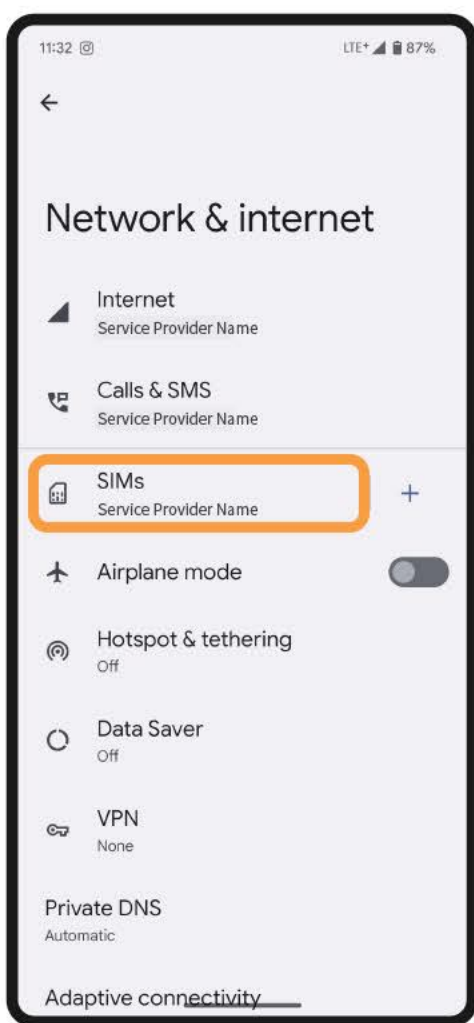 11:32 LTE+ 87%
Network & internet
Internet
Service Provider Name
Calls & SMS
Service Provider Name
SIMs
Service Provider Name
Airplane mode
Hotspot & tethering
Off
Data Saver
Off
VPN
None
Private DNS
Automatic
Adaptive connectivity